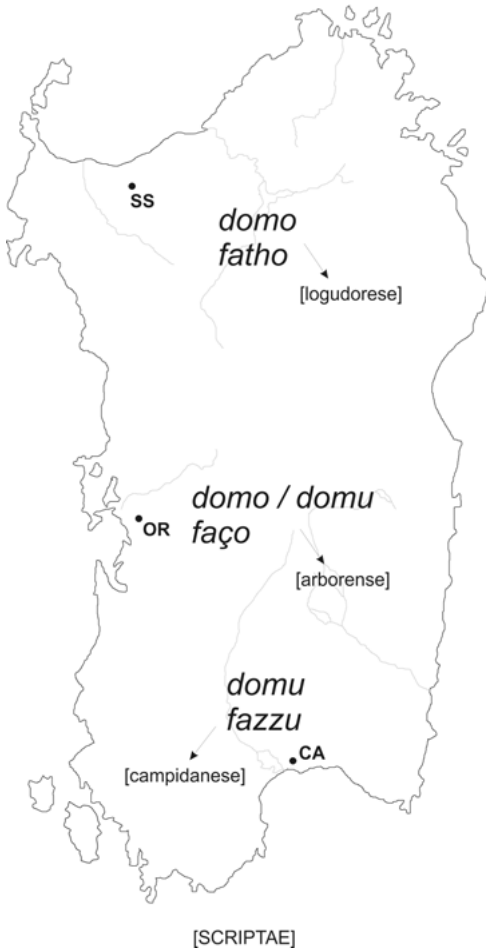 SS
domo
fatho
[logudorese]
domo / domu
faço
OR
[arborense]
domu
fazzu
CA
[campidanese]
[SCRIPTAE]